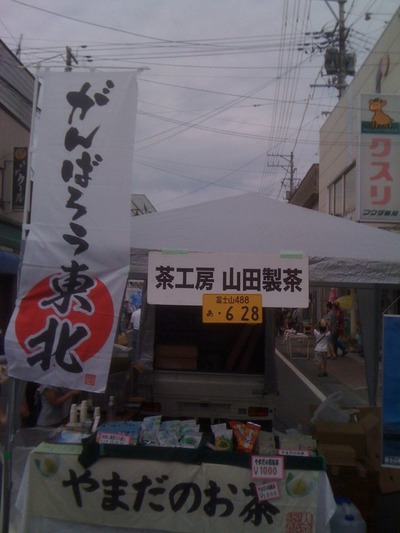 がんばろう東北
茶工房 山田製茶
富士山488
あ・628
クスリ
やまだのお茶
¥1000
¥1000